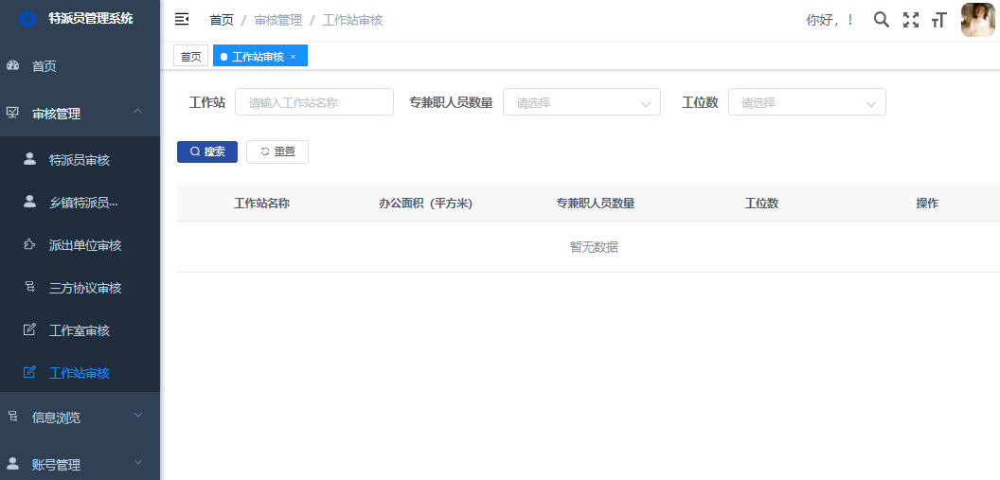 特派员管理系统
首页 / 审核管理 / 工作站审核
你好，！
首页
工作站审核 ×
首页
审核管理
特派员审核
乡镇特派员...
派出单位审核
三方协议审核
工作室审核
工作站审核
信息浏览
账号管理
工作站 请输入工作站名称 专兼职人员数量 请选择 工位数 请选择
搜索 重置
工作站名称 办公面积（平方米） 专兼职人员数量 工位数 操作
暂无数据